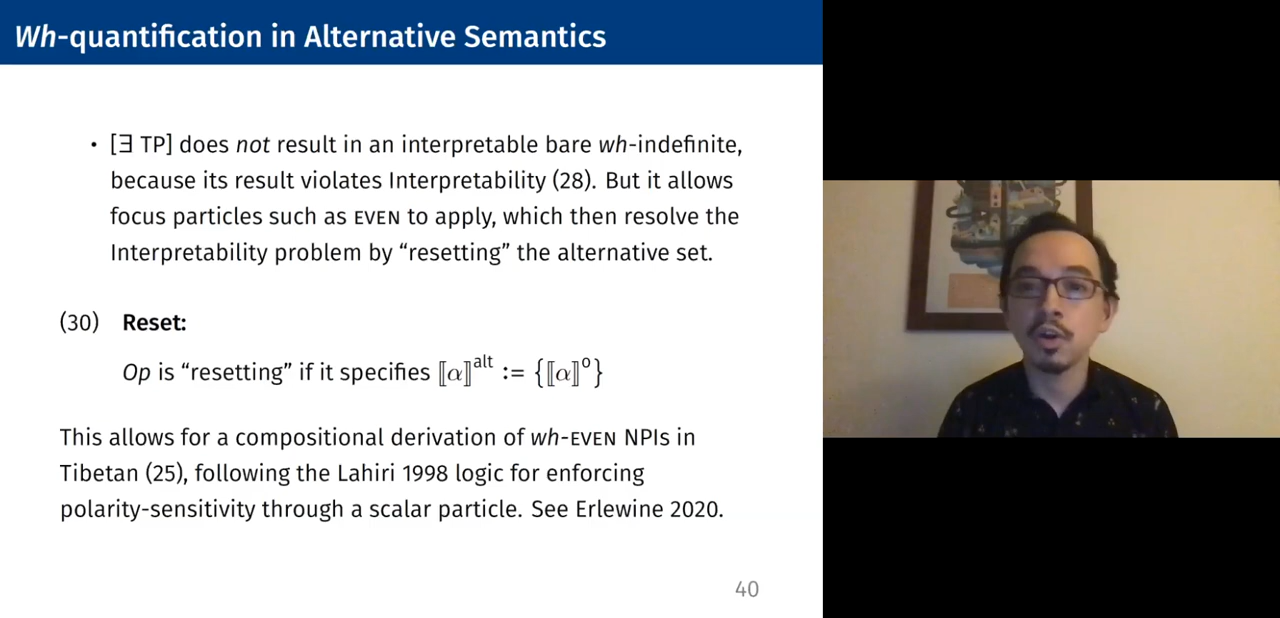 Wh-quantification in Alternative Semantics
• [∃ TP] does not result in an interpretable bare wh-indefinite,
because its result violates Interpretability (28). But it allows
focus particles such as EVEN to apply, which then resolve the
Interpretability problem by “resetting” the alternative set.
(30) Reset:
Op is “resetting” if it specifies ⟦α⟧ᵃˡᵗ := {⟦α⟧ᵒ}
This allows for a compositional derivation of wh-EVEN NPIs in
Tibetan (25), following the Lahiri 1998 logic for enforcing
polarity-sensitivity through a scalar particle. See Erlewine 2020.
40